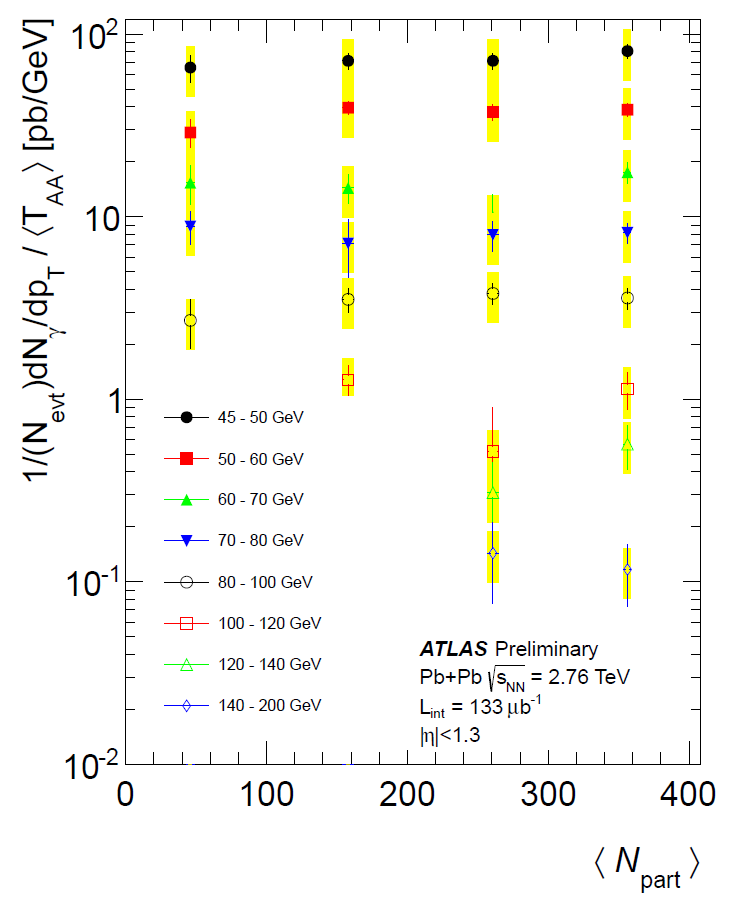 1/(N_evt)dN_γ/dp_T / ⟨T_AA⟩ [pb/GeV]
10²
10
1
10⁻¹
10⁻²
45 - 50 GeV
50 - 60 GeV
60 - 70 GeV
70 - 80 GeV
80 - 100 GeV
100 - 120 GeV
120 - 140 GeV
140 - 200 GeV
ATLAS Preliminary
Pb+Pb √s_NN = 2.76 TeV
L_int = 133 μb⁻¹
|η|<1.3
0 100 200 300 400
⟨ N_part ⟩